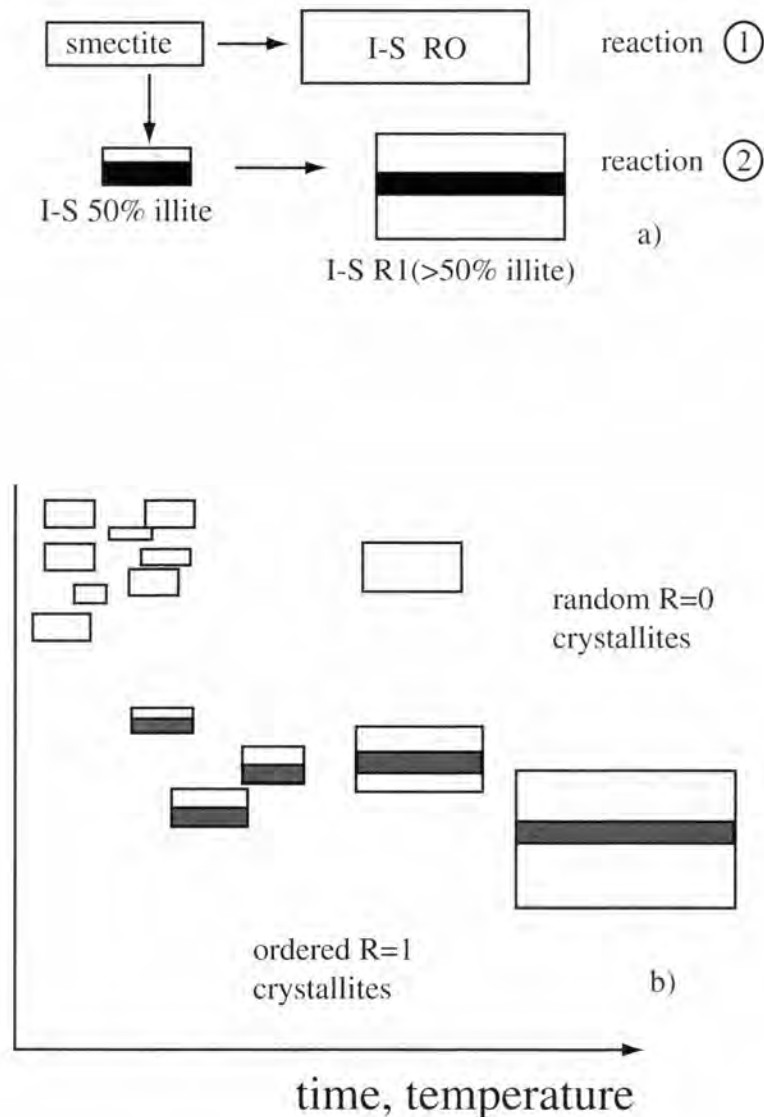 smectite
I-S RO
reaction 1
I-S 50% illite
reaction 2
a)
I-S R1(>50% illite)
random R=0
crystallites
ordered R=1
crystallites
b)
time, temperature